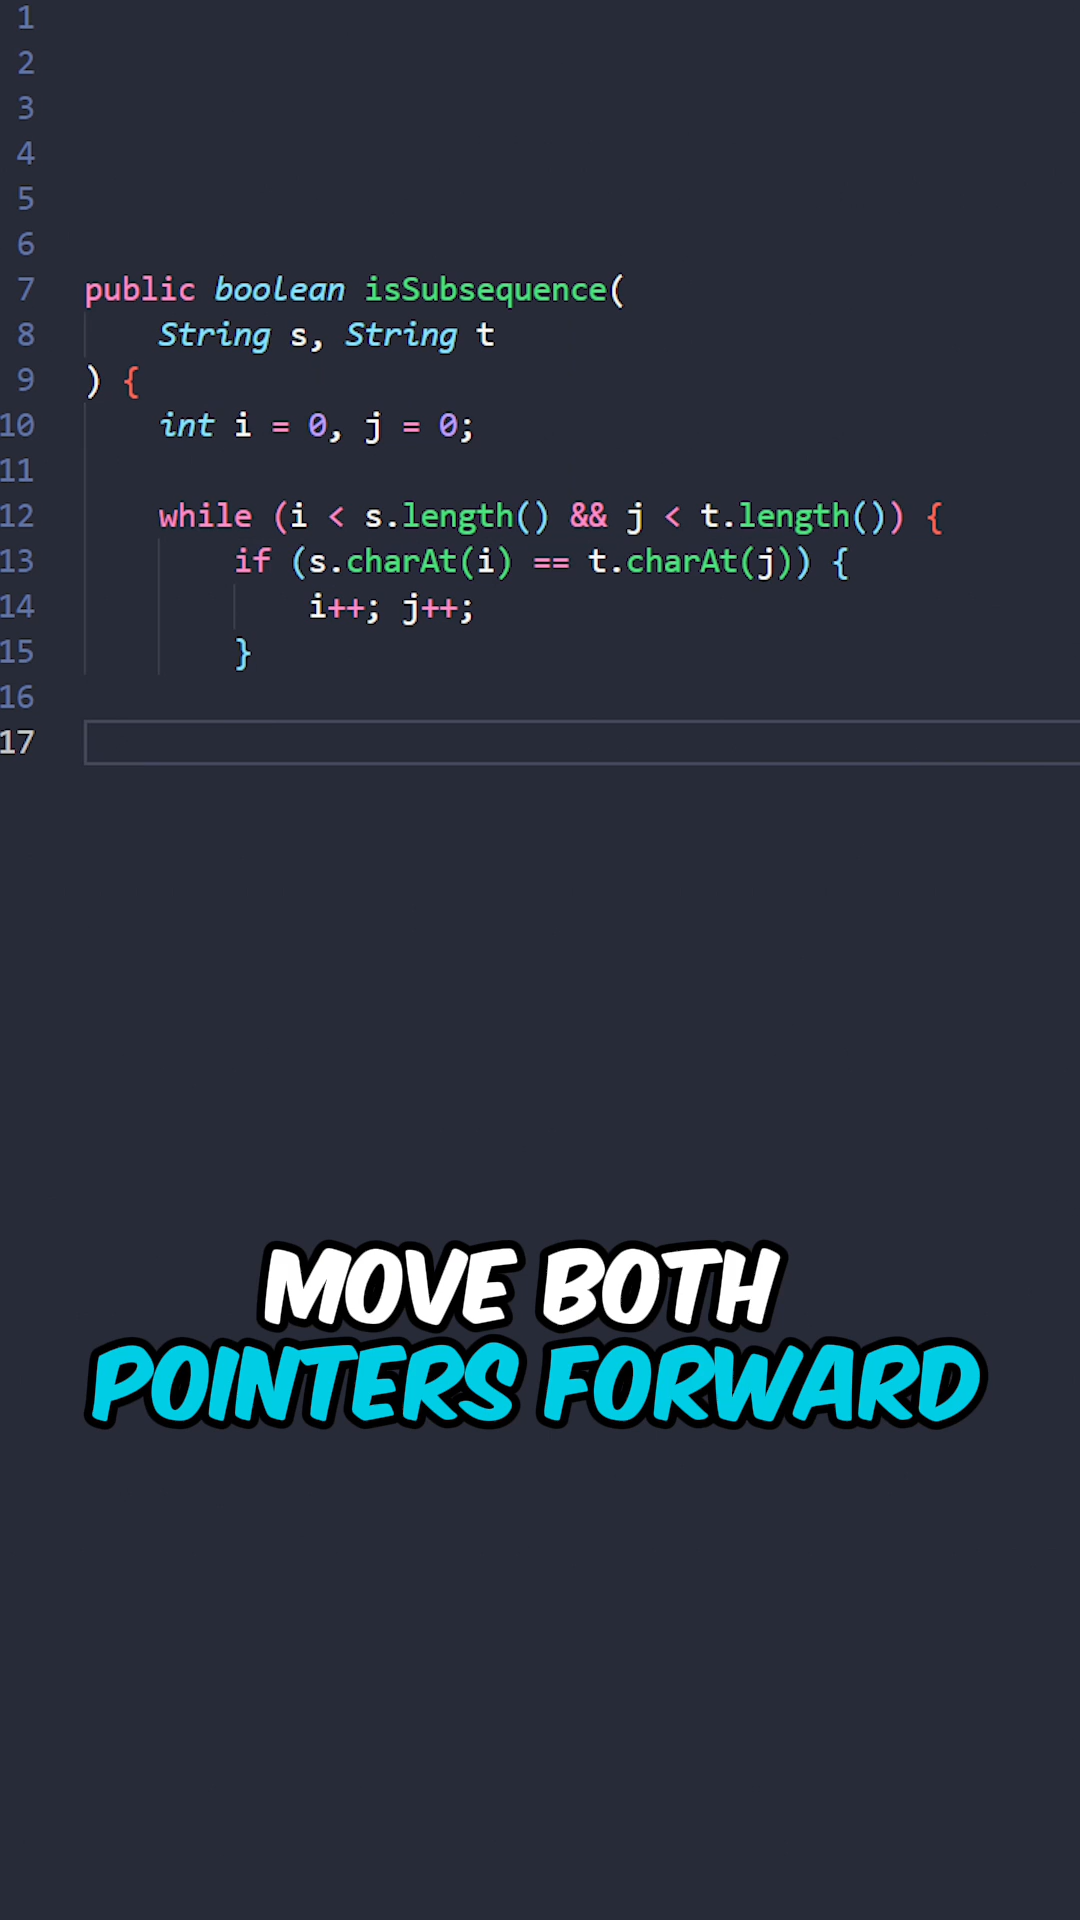 1
2
3
4
5
6
7 public boolean isSubsequence(
8     String s, String t
9 ) {
10     int i = 0, j = 0;
11
12     while (i < s.length() && j < t.length()) {
13         if (s.charAt(i) == t.charAt(j)) {
14             i++; j++;
15         }
16
17
MOVE BOTH
POINTERS FORWARD